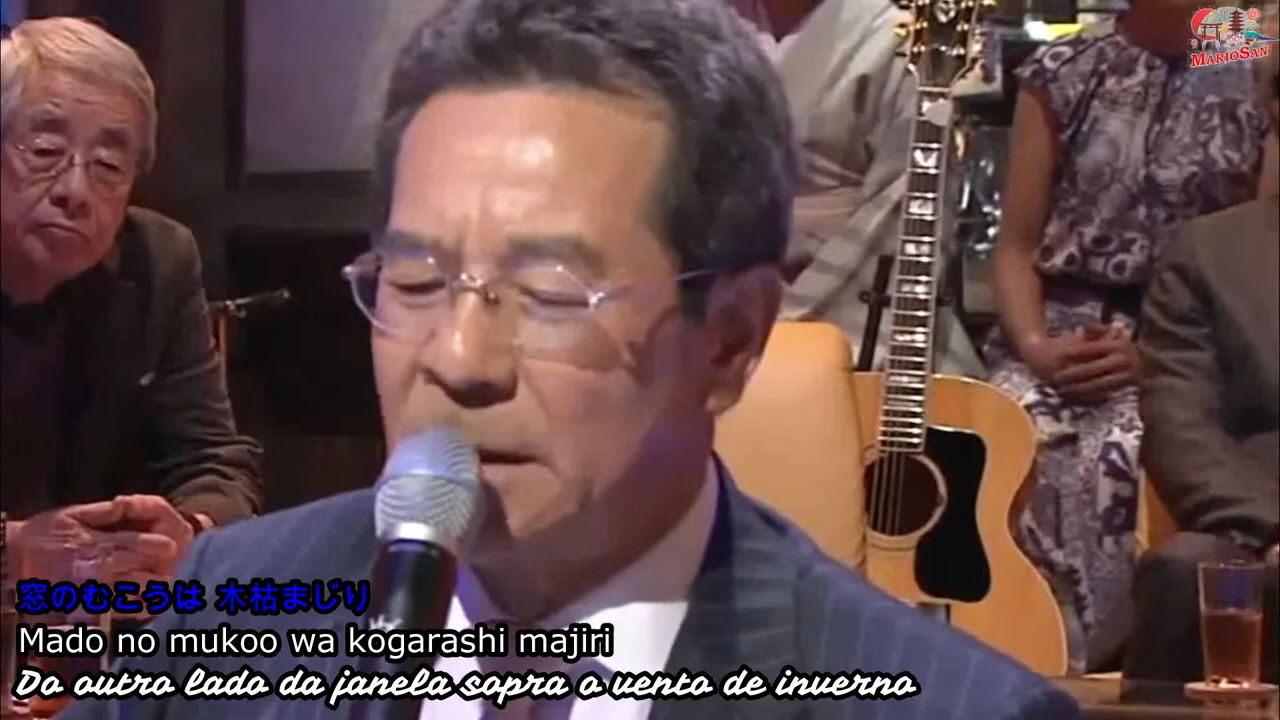 MARIOSAN
窓のむこうは 木枯まじり
Mado no mukoo wa kogarashi majiri
Do outro lado da janela sopra o vento de inverno